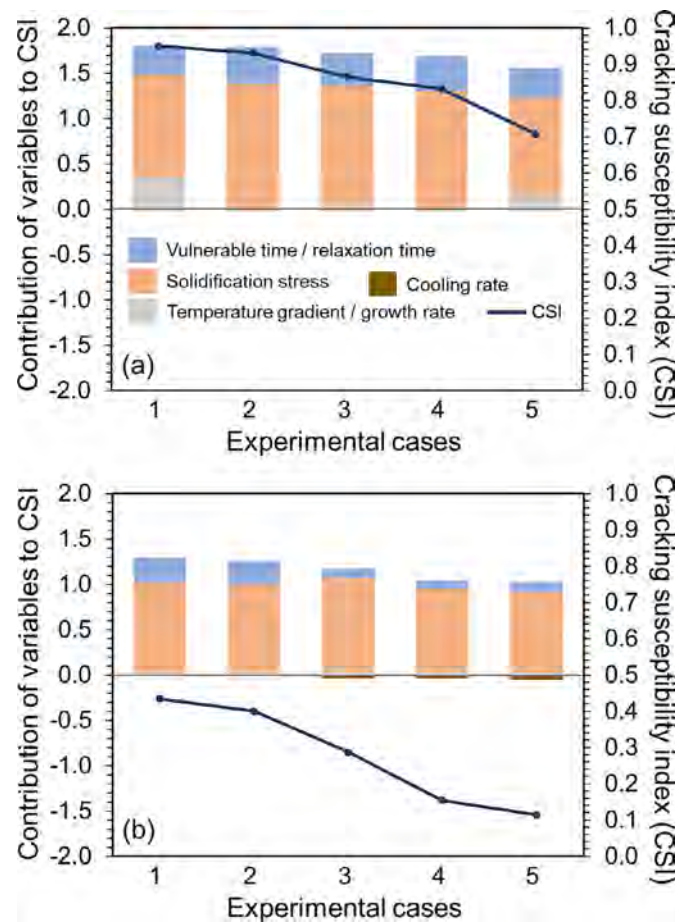 Contribution of variables to CSI
2.0
1.5
1.0
0.5
0.0
-0.5
-1.0
-1.5
-2.0
Vulnerable time / relaxation time
Solidification stress
Cooling rate
Temperature gradient / growth rate
CSI
(a)
1.0
0.9
0.8
0.7
0.6
0.5
0.4
0.3
0.2
0.1
0.0
Cracking susceptibility index (CSI)
1 2 3 4 5
Experimental cases
Contribution of variables to CSI
2.0
1.5
1.0
0.5
0.0
-0.5
-1.0
-1.5
-2.0
(b)
1.0
0.9
0.8
0.7
0.6
0.5
0.4
0.3
0.2
0.1
0.0
Cracking susceptibility index (CSI)
1 2 3 4 5
Experimental cases